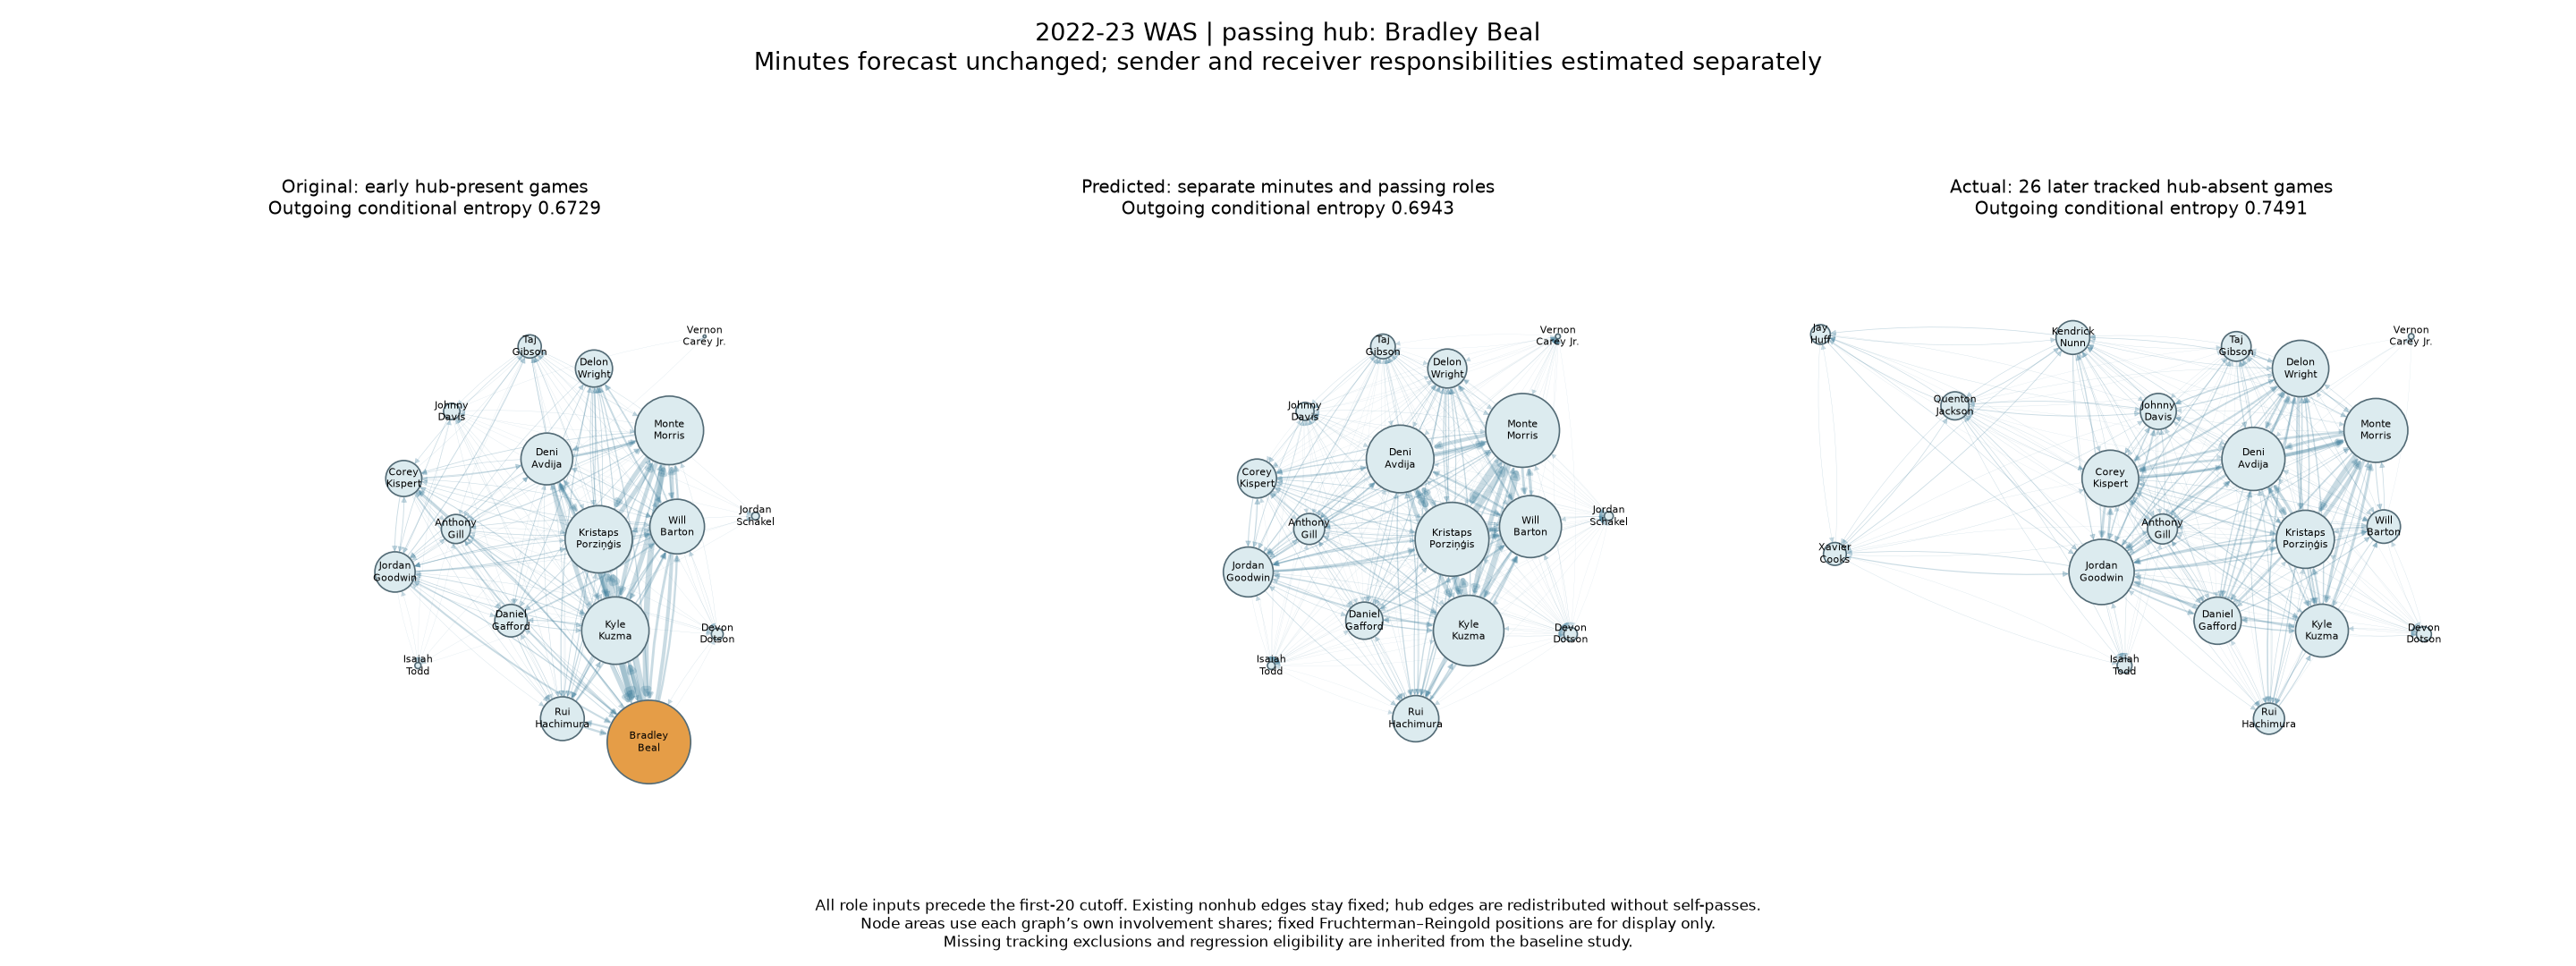 2022-23 WAS | passing hub: Bradley Beal
Minutes forecast unchanged; sender and receiver responsibilities estimated separately
Original: early hub-present games
Outgoing conditional entropy 0.6729
Taj
Gibson
Delon
Wright
Vernon
Carey Jr.
Johnny
Davis
Monte
Morris
Deni
Avdija
Corey
Kispert
Anthony
Gill
Kristaps
Porziņģis
Will
Barton
Jordan
Schakel
Jordan
Goodwin
Daniel
Gafford
Kyle
Kuzma
Devon
Dotson
Isaiah
Todd
Rui
Hachimura
Bradley
Beal
Predicted: separate minutes and passing roles
Outgoing conditional entropy 0.6943
Taj
Gibson
Delon
Wright
Vernon
Carey Jr.
Johnny
Davis
Monte
Morris
Deni
Avdija
Corey
Kispert
Anthony
Gill
Kristaps
Porziņģis
Will
Barton
Jordan
Schakel
Jordan
Goodwin
Daniel
Gafford
Kyle
Kuzma
Devon
Dotson
Isaiah
Todd
Rui
Hachimura
Actual: 26 later tracked hub-absent games
Outgoing conditional entropy 0.7491
Jay
Huff
Kendrick
Nunn
Taj
Gibson
Delon
Wright
Vernon
Carey Jr.
Quenton
Jackson
Johnny
Davis
Monte
Morris
Deni
Avdija
Corey
Kispert
Anthony
Gill
Kristaps
Porziņģis
Will
Barton
Xavier
Cooks
Jordan
Goodwin
Daniel
Gafford
Kyle
Kuzma
Devon
Dotson
Isaiah
Todd
Rui
Hachimura
All role inputs precede the first-20 cutoff. Existing nonhub edges stay fixed; hub edges are redistributed without self-passes.
Node areas use each graph’s own involvement shares; fixed Fruchterman–Reingold positions are for display only.
Missing tracking exclusions and regression eligibility are inherited from the baseline study.